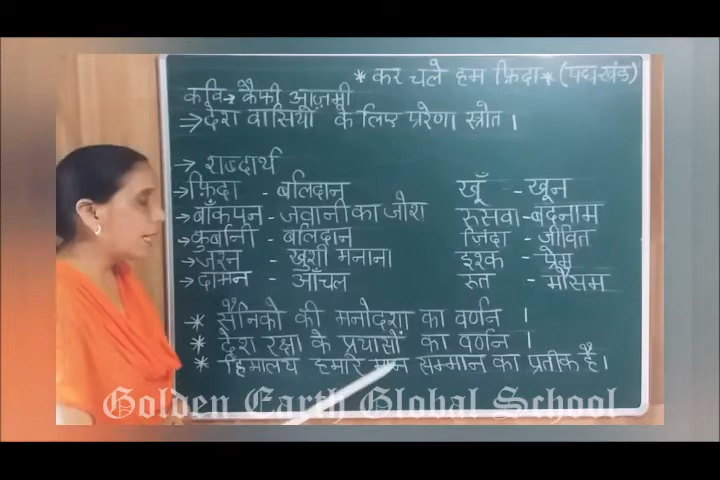 * कर चले हम फ़िदा * (पद्य खंड)
कवि→ कैफी आज़मी
⇒ देश वासियों के लिए प्ररेणा स्रोत ।
→ शब्दार्थ
→ फ़िदा - बलिदान खूँ - खून
→ बाँकपन - जवानी का जोश रूसवा - बदनाम
→ कुर्बानी - बलिदान जिंदा - जीवित
→ जश्न - खुशी मनाना इश्क - प्रेम
→ दामन - आँचल रूत - मौसम
* सैनिको की मनोदशा का वर्णन ।
* देश रक्षा के प्रयासों का वर्णन ।
* हिमालय हमारे मान सम्मान का प्रतीक है।
Golden Earth Global School